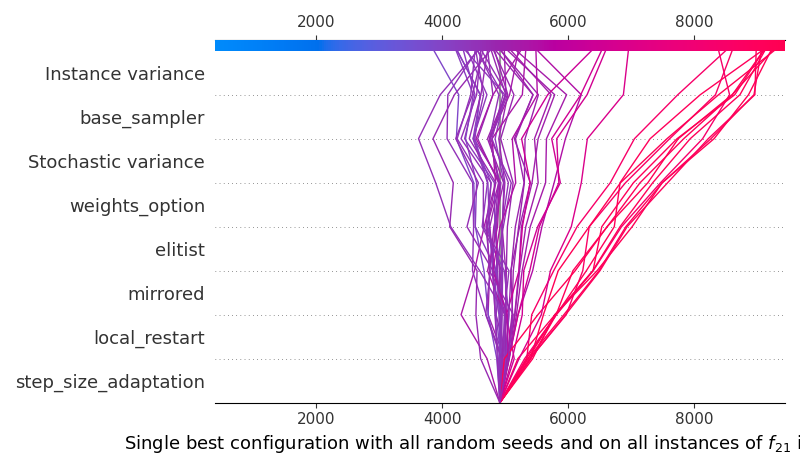 2000 4000 6000 8000
Instance variance
base_sampler
Stochastic variance
weights_option
elitist
mirrored
local_restart
step_size_adaptation
2000 4000 6000 8000
Single best configuration with all random seeds and on all instances of f21 i